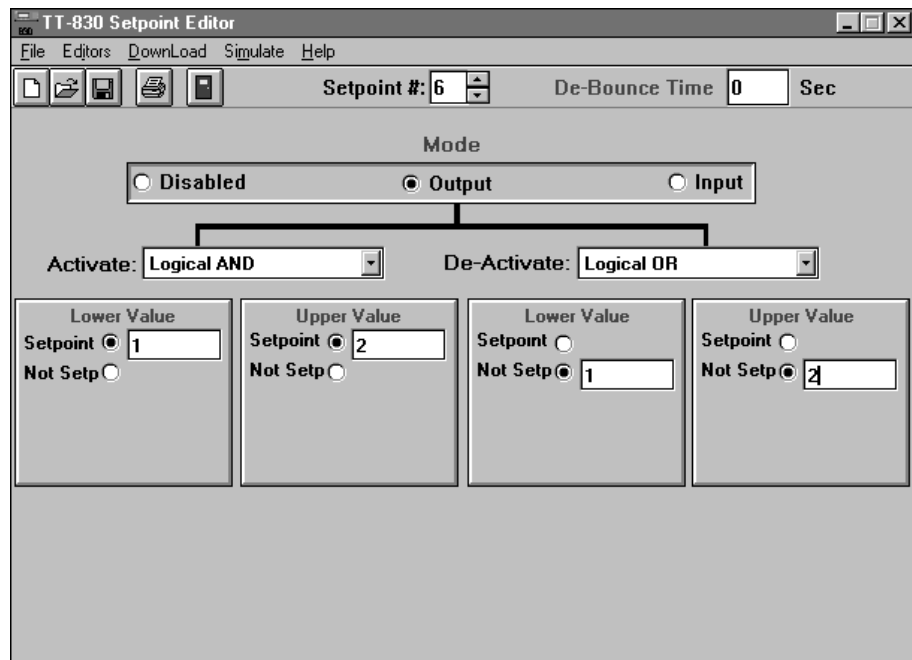 TT-830 Setpoint Editor
File Editors DownLoad Simulate Help
Setpoint #: 6 De-Bounce Time 0 Sec
Mode
Disabled Output Input
Activate: Logical AND De-Activate: Logical OR
Lower Value Upper Value Lower Value Upper Value
Setpoint 1 Setpoint 2 Setpoint Setpoint
Not Setp Not Setp Not Setp 1 Not Setp 2